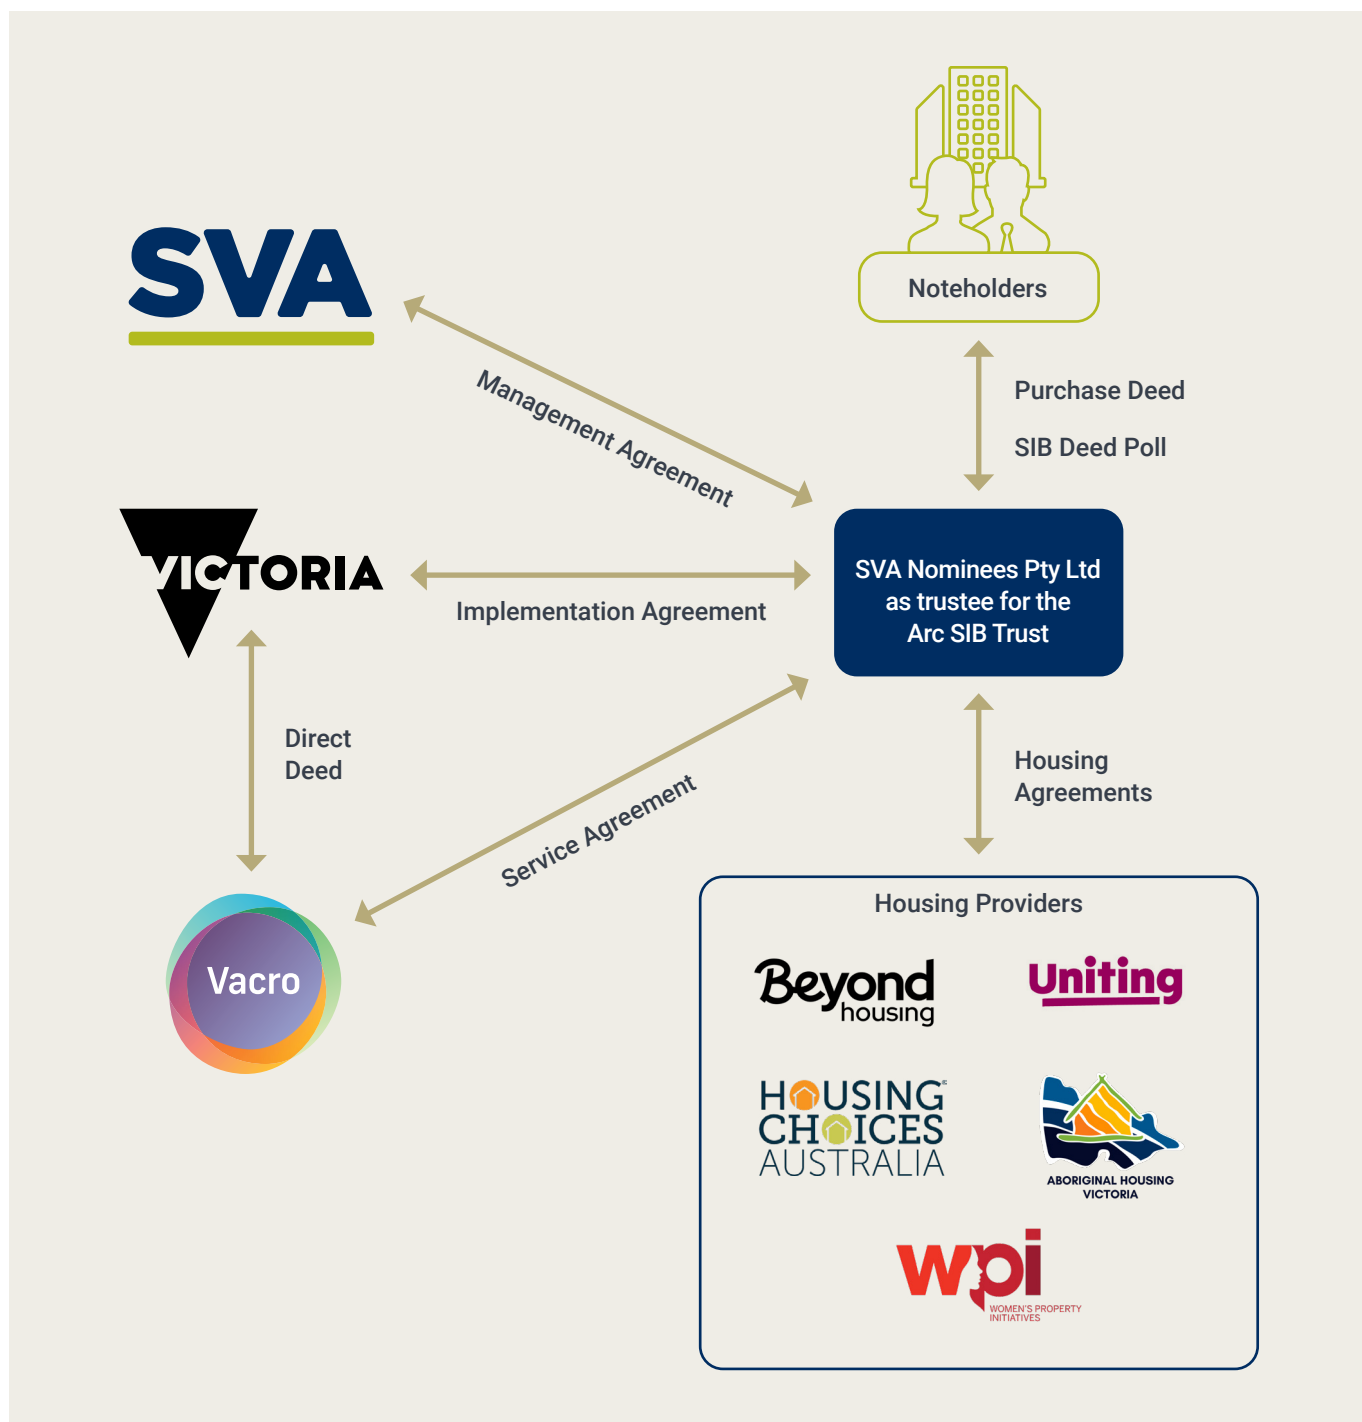 SVA
Noteholders
Management Agreement
Purchase Deed
SIB Deed Poll
VICTORIA
Implementation Agreement
SVA Nominees Pty Ltd
as trustee for the
Arc SIB Trust
Direct
Deed
Service Agreement
Housing
Agreements
Vacro
Housing Providers
Beyond
housing
Uniting
HOUSING®
CHOICES
AUSTRALIA
ABORIGINAL HOUSING
VICTORIA
wpi
WOMEN'S PROPERTY
INITIATIVES